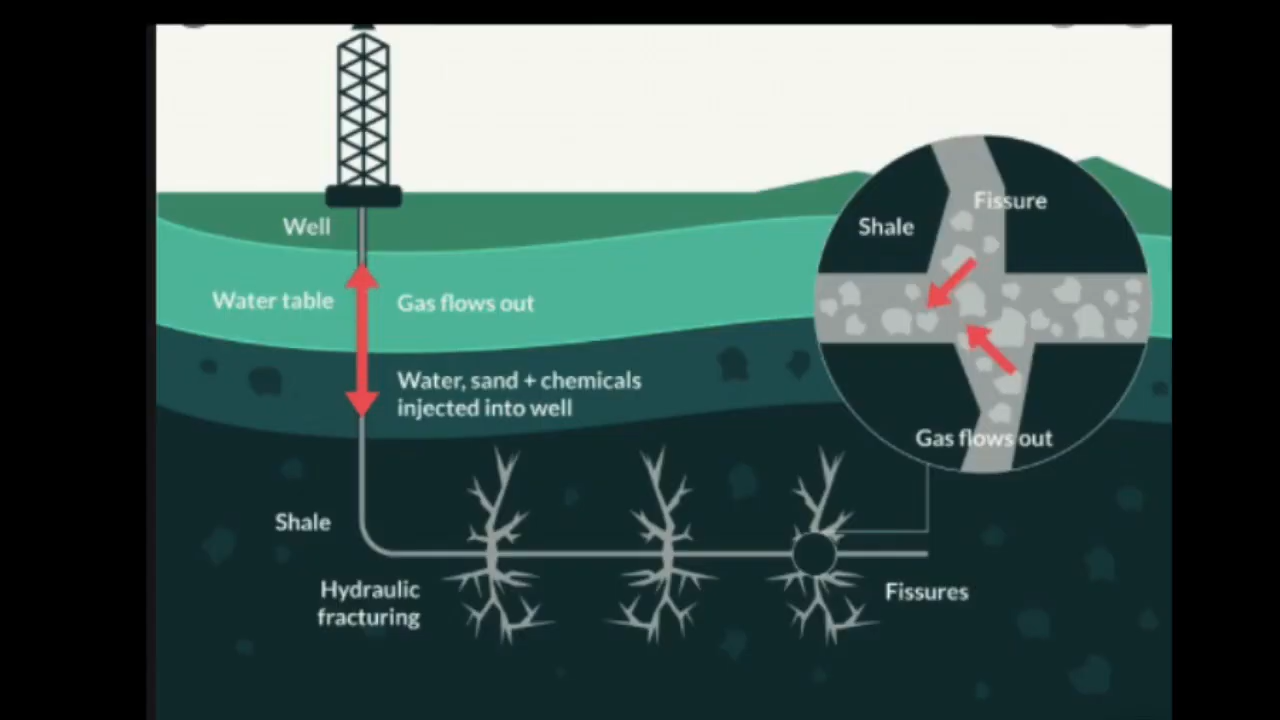 Well
Water table
Gas flows out
Water, sand + chemicals
injected into well
Shale
Fissure
Gas flows out
Shale
Hydraulic
fracturing
Fissures